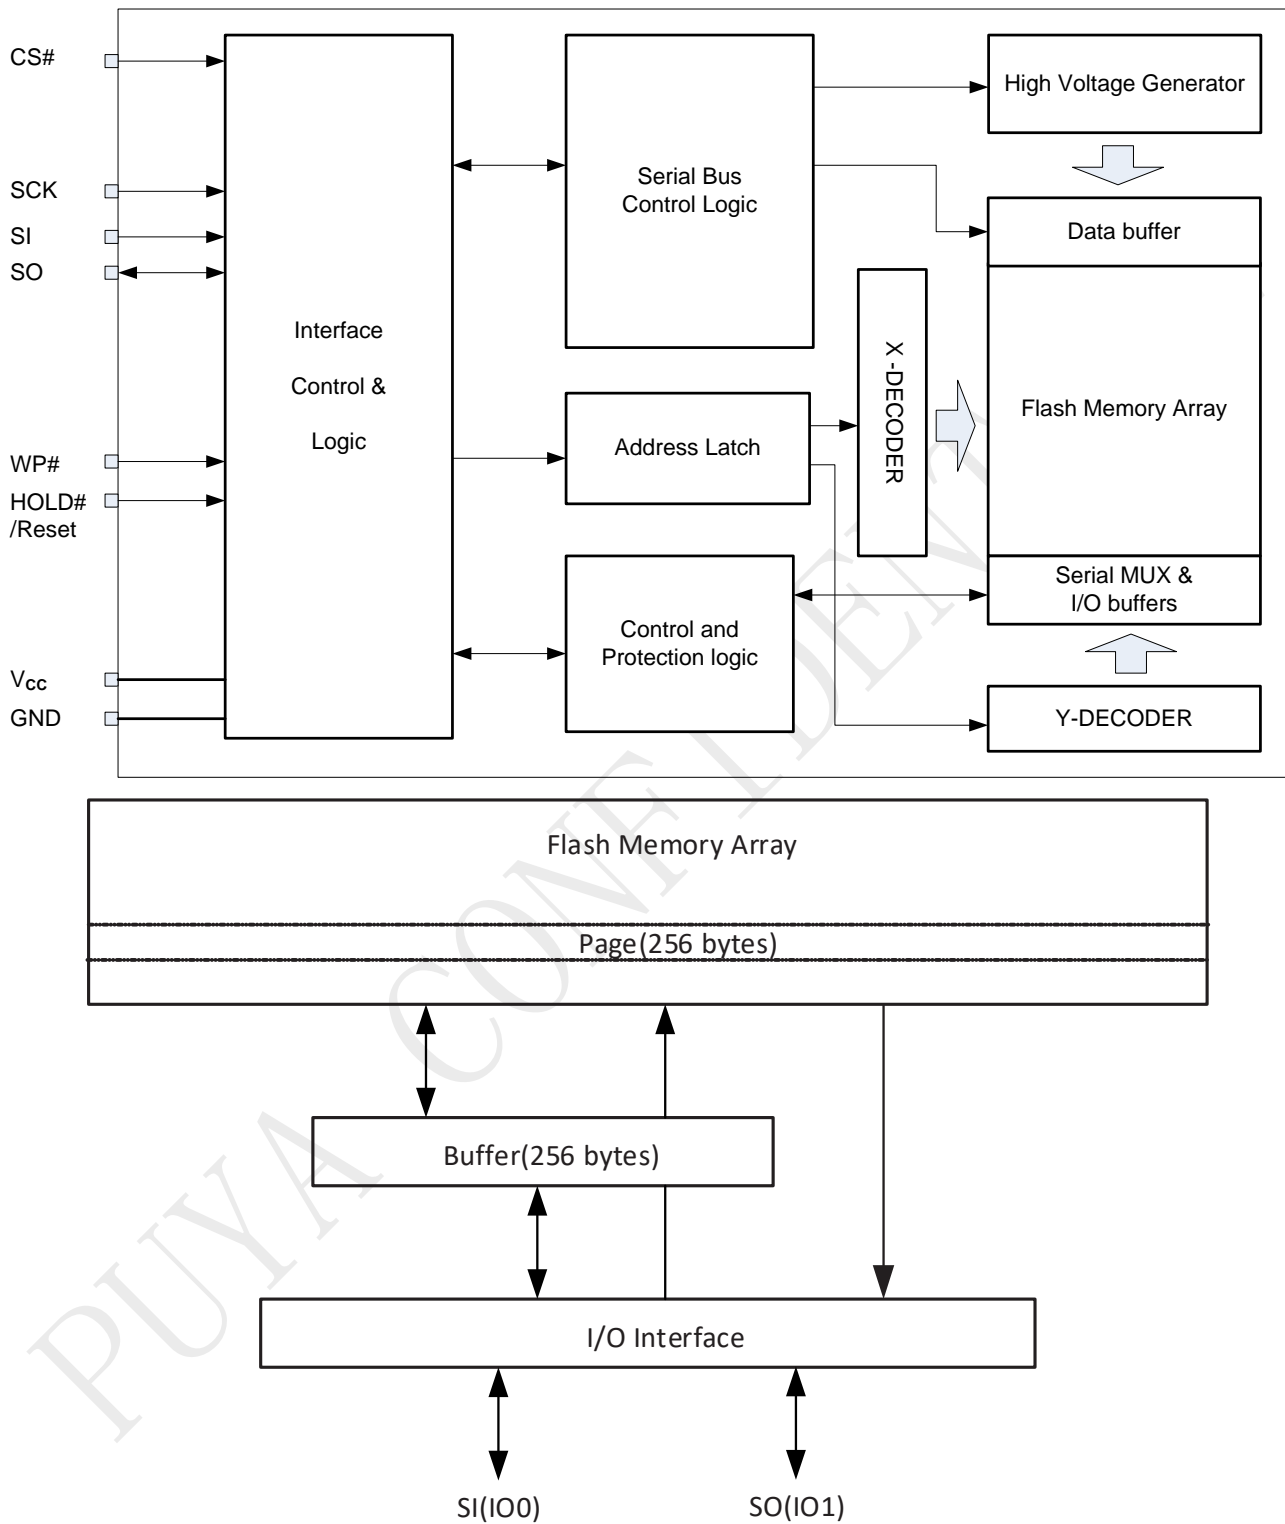 CS#
SCK
SI
SO
WP#
HOLD#
/Reset
Vcc
GND
Interface
Control &
Logic
Serial Bus
Control Logic
Address Latch
Control and
Protection logic
X-DECODER
High Voltage Generator
Data buffer
Flash Memory Array
Serial MUX &
I/O buffers
Y-DECODER
Flash Memory Array
Page(256 bytes)
Buffer(256 bytes)
I/O Interface
SI(IO0)
SO(IO1)
PUYA CONFIDENT